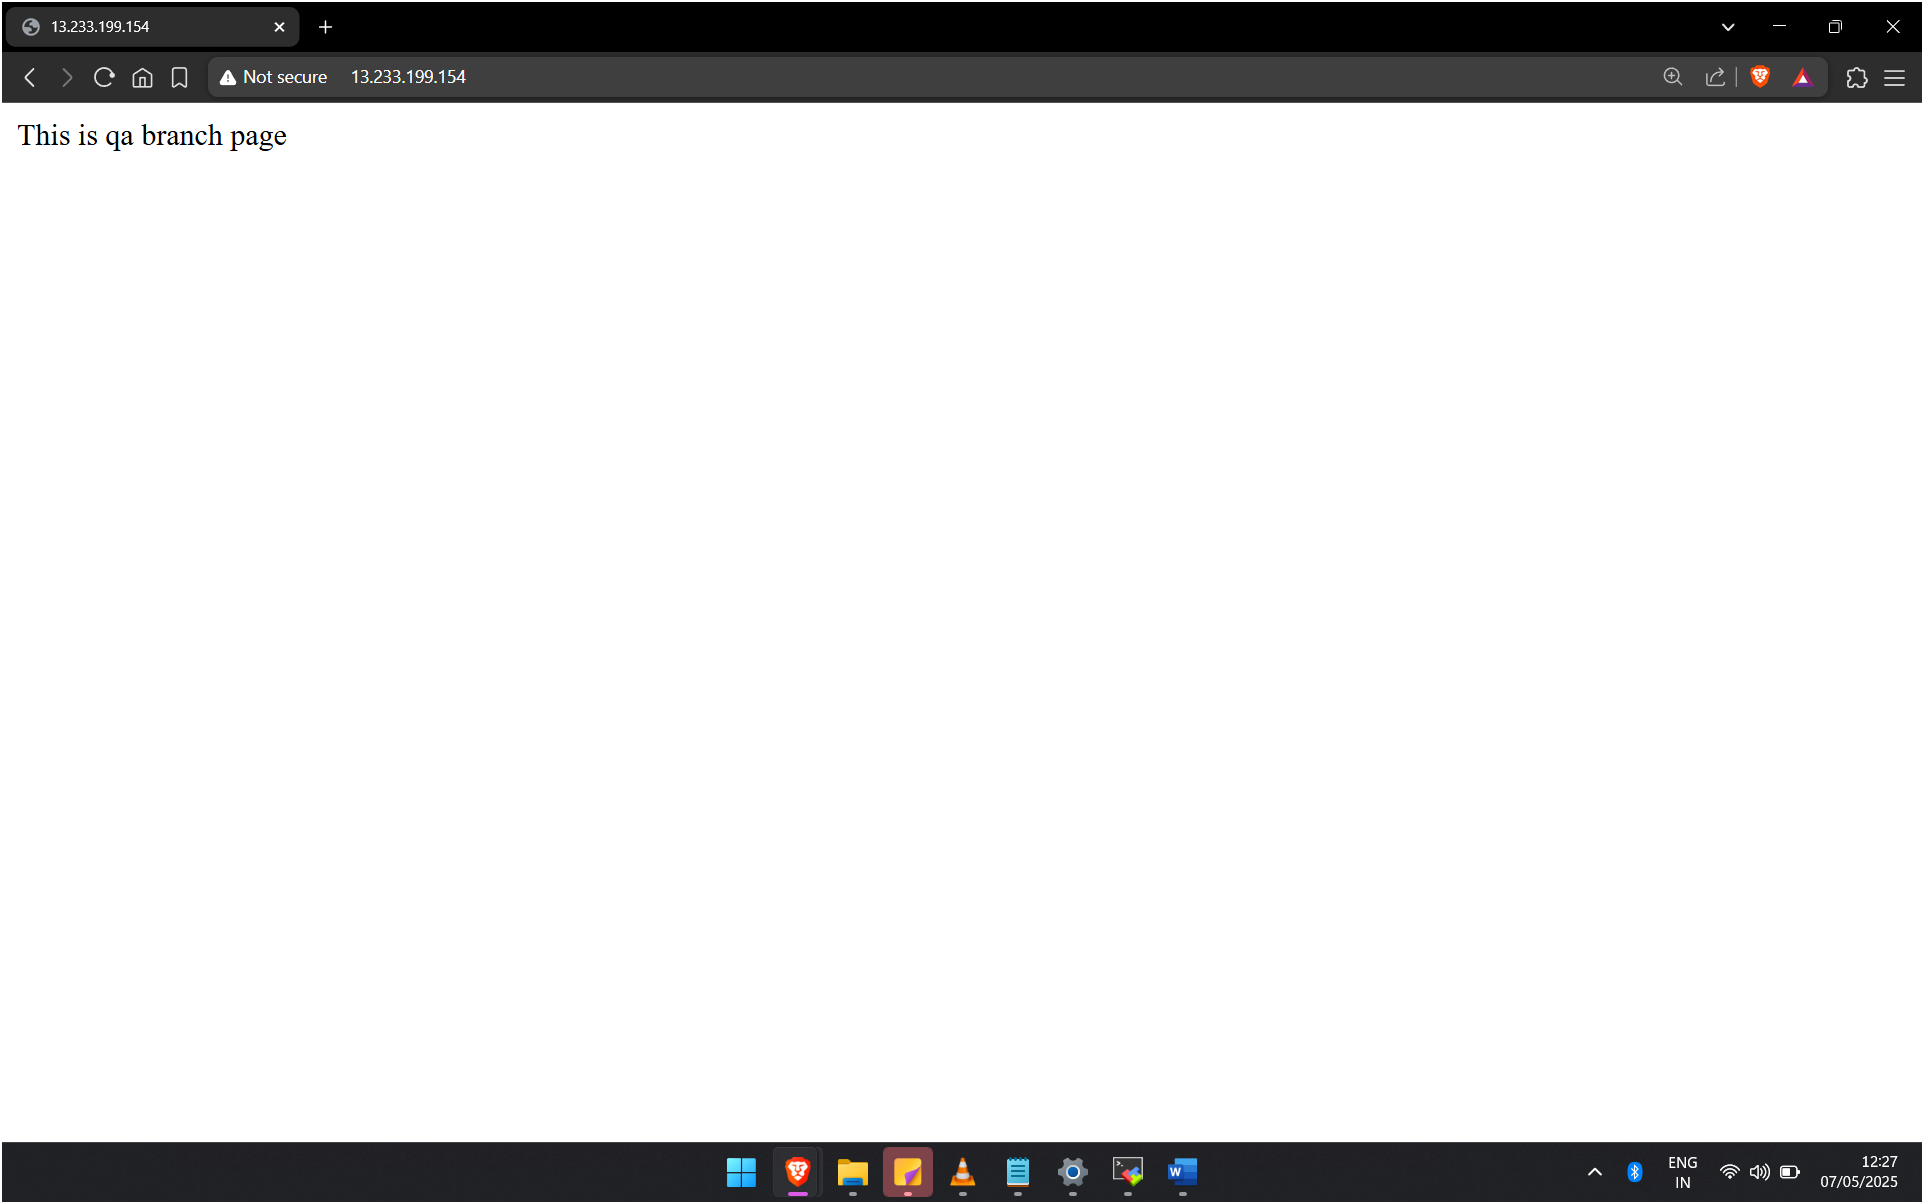 13.233.199.154
Not secure 13.233.199.154
This is qa branch page
ENG
IN
12:27
07/05/2025